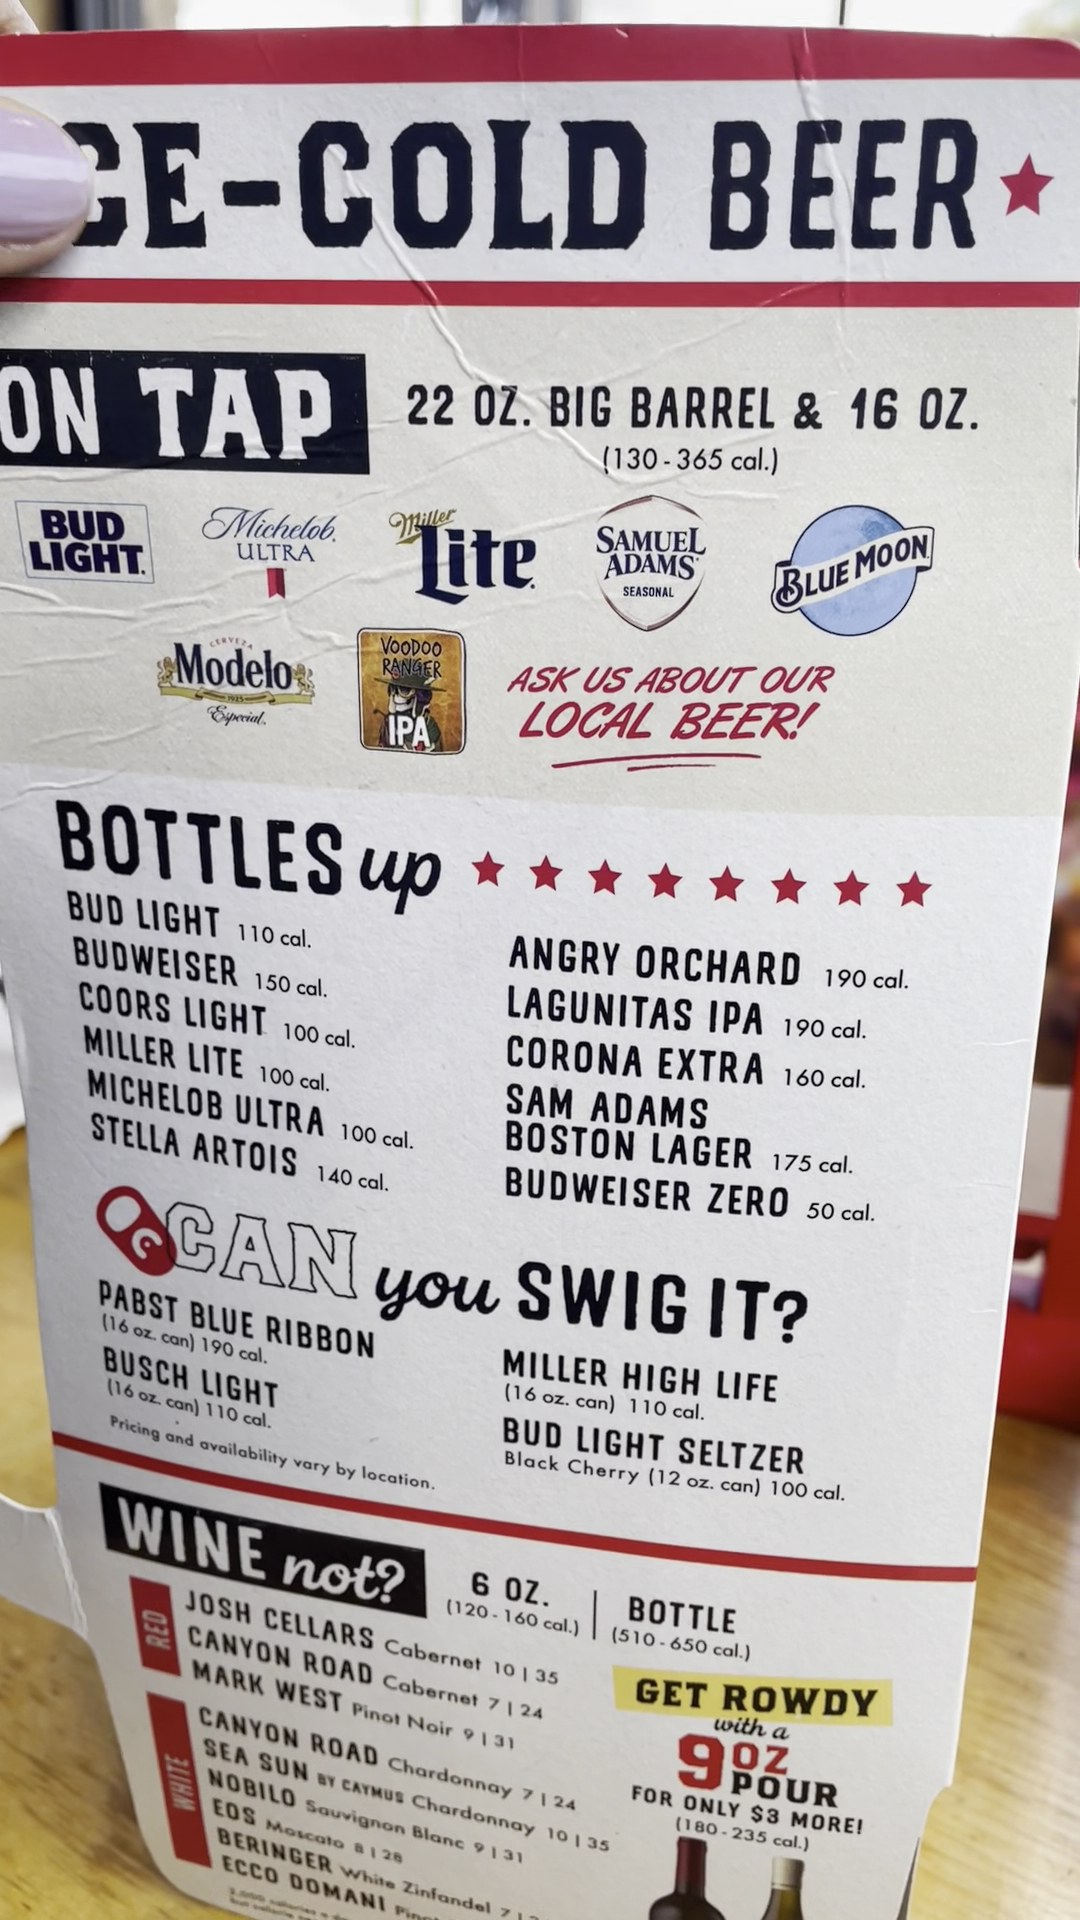 CE-COLD BEER
ON TAP
22 OZ. BIG BARREL & 16 OZ.
(130-365 cal.)
BUD
LIGHT.
Michelob.
ULTRA
Miller
Lite
SAMUEL
ADAMS
SEASONAL
BLUE MOON
CERVEZA
Modelo
1925
Especial.
VOODOO
RANGER
IPA
ASK US ABOUT OUR
LOCAL BEER!
BOTTLES up
BUD LIGHT 110 cal.
BUDWEISER 150 cal.
COORS LIGHT 100 cal.
MILLER LITE 100 cal.
MICHELOB ULTRA 100 cal.
STELLA ARTOIS 140 cal.
ANGRY ORCHARD 190 cal.
LAGUNITAS IPA 190 cal.
CORONA EXTRA 160 cal.
SAM ADAMS
BOSTON LAGER 175 cal.
BUDWEISER ZERO 50 cal.
CAN you SWIG IT?
PABST BLUE RIBBON
(16 oz. can) 190 cal.
BUSCH LIGHT
(16 oz. can) 110 cal.
MILLER HIGH LIFE
(16 oz. can) 110 cal.
BUD LIGHT SELTZER
Black Cherry (12 oz. can) 100 cal.
Pricing and availability vary by location.
WINE not?
6 OZ.
(120-160 cal.)
BOTTLE
(510-650 cal.)
RED
JOSH CELLARS Cabernet 10 | 35
CANYON ROAD Cabernet 7 | 24
MARK WEST Pinot Noir 9 | 31
WHITE
CANYON ROAD Chardonnay 7 | 24
SEA SUN BY CAYMUS Chardonnay 10 | 35
NOBILO Sauvignon Blanc 9 | 31
EOS Moscato 8 | 28
BERINGER White Zinfandel 7 |
ECCO DOMANI
GET ROWDY
with a
9 OZ
POUR
FOR ONLY $3 MORE!
(180-235 cal.)